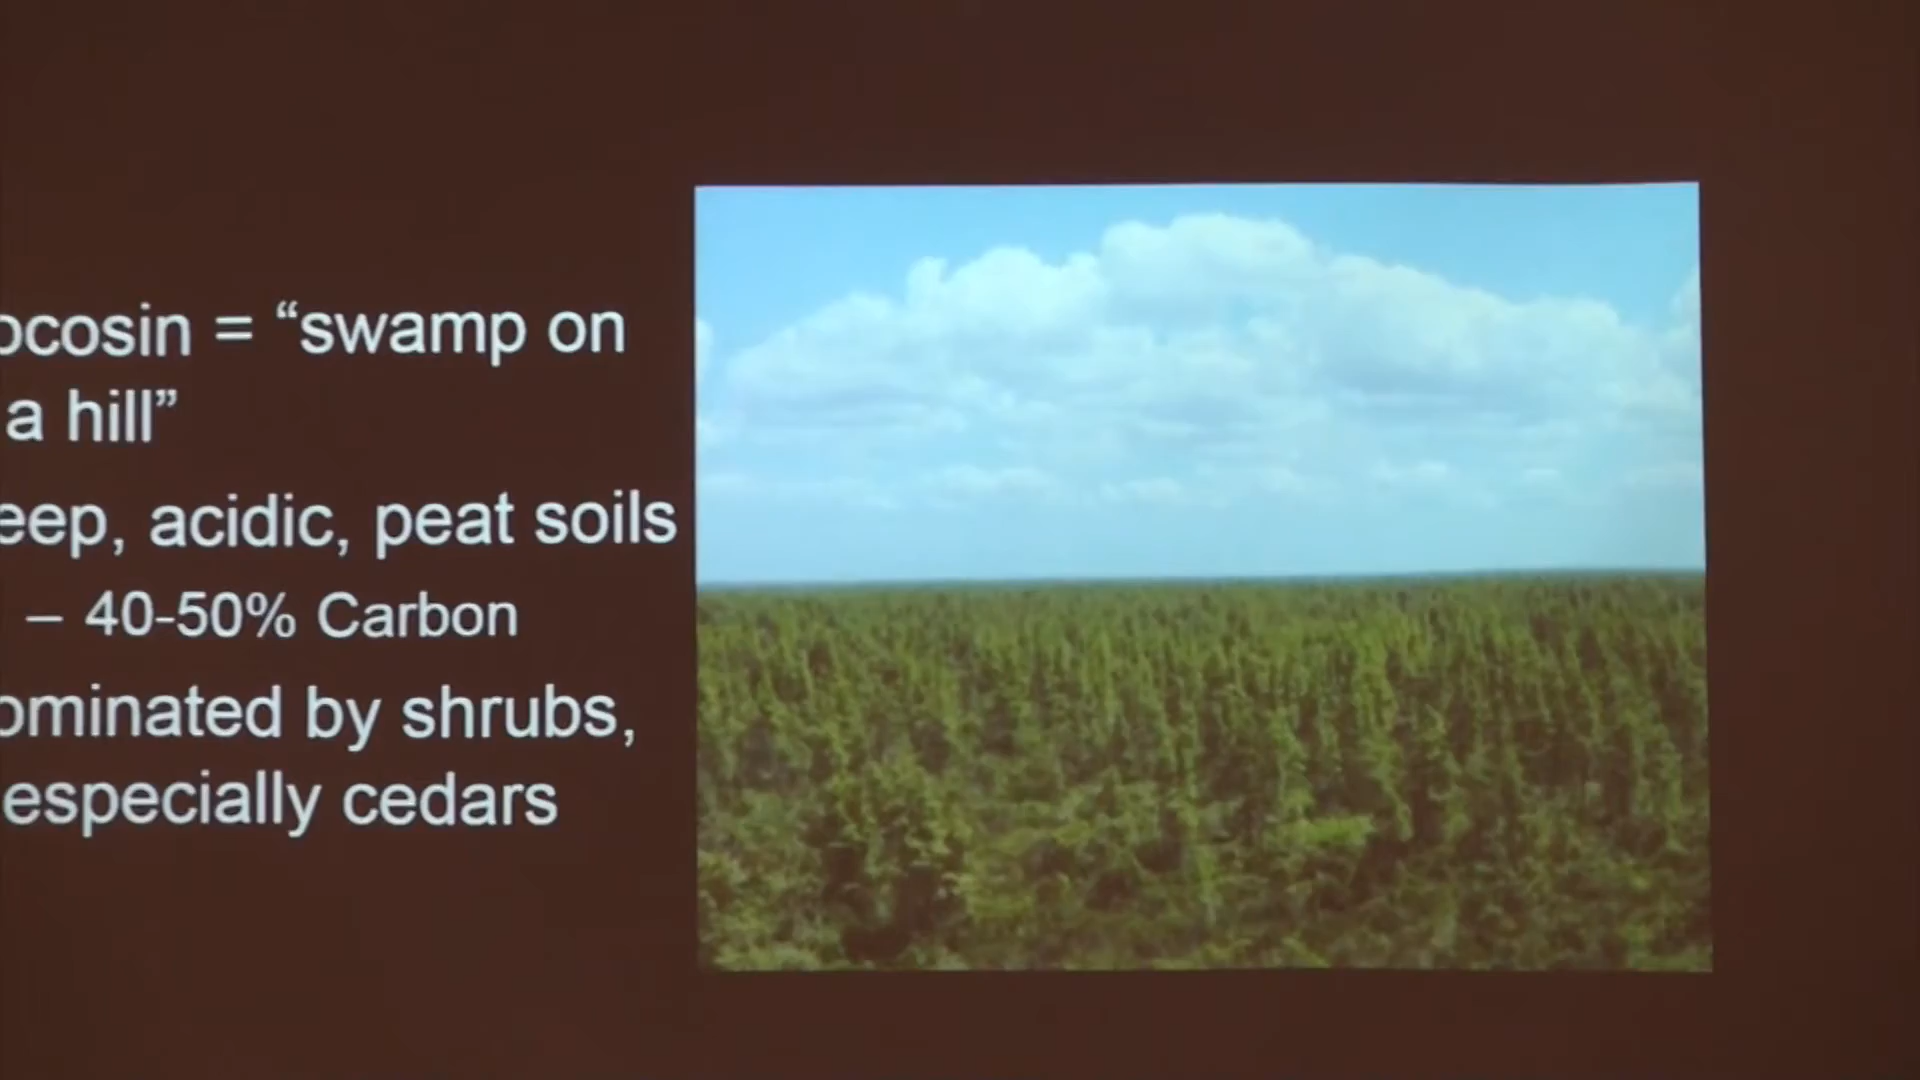 ocosin = “swamp on
a hill”
eep, acidic, peat soils
– 40-50% Carbon
ominated by shrubs,
especially cedars